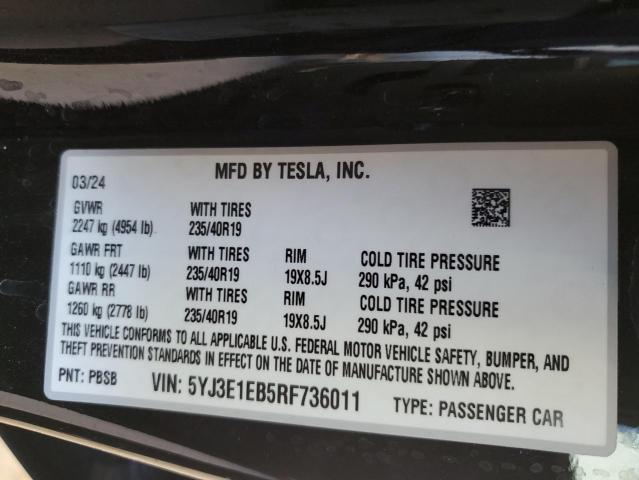 MFD BY TESLA, INC.
03/24
GVWR WITH TIRES
2247 kg (4954 lb) 235/40R19
GAWR FRT WITH TIRES RIM COLD TIRE PRESSURE
1110 kg (2447 lb) 235/40R19 19X8.5J 290 kPa, 42 psi
GAWR RR WITH TIRES RIM COLD TIRE PRESSURE
1260 kg (2778 lb) 235/40R19 19X8.5J 290 kPa, 42 psi
THIS VEHICLE CONFORMS TO ALL APPLICABLE U.S. FEDERAL MOTOR VEHICLE SAFETY, BUMPER, AND
THEFT PREVENTION STANDARDS IN EFFECT ON THE DATE OF MANUFACTURE SHOWN ABOVE.
PNT: PBSB VIN: 5YJ3E1EB5RF736011 TYPE: PASSENGER CAR